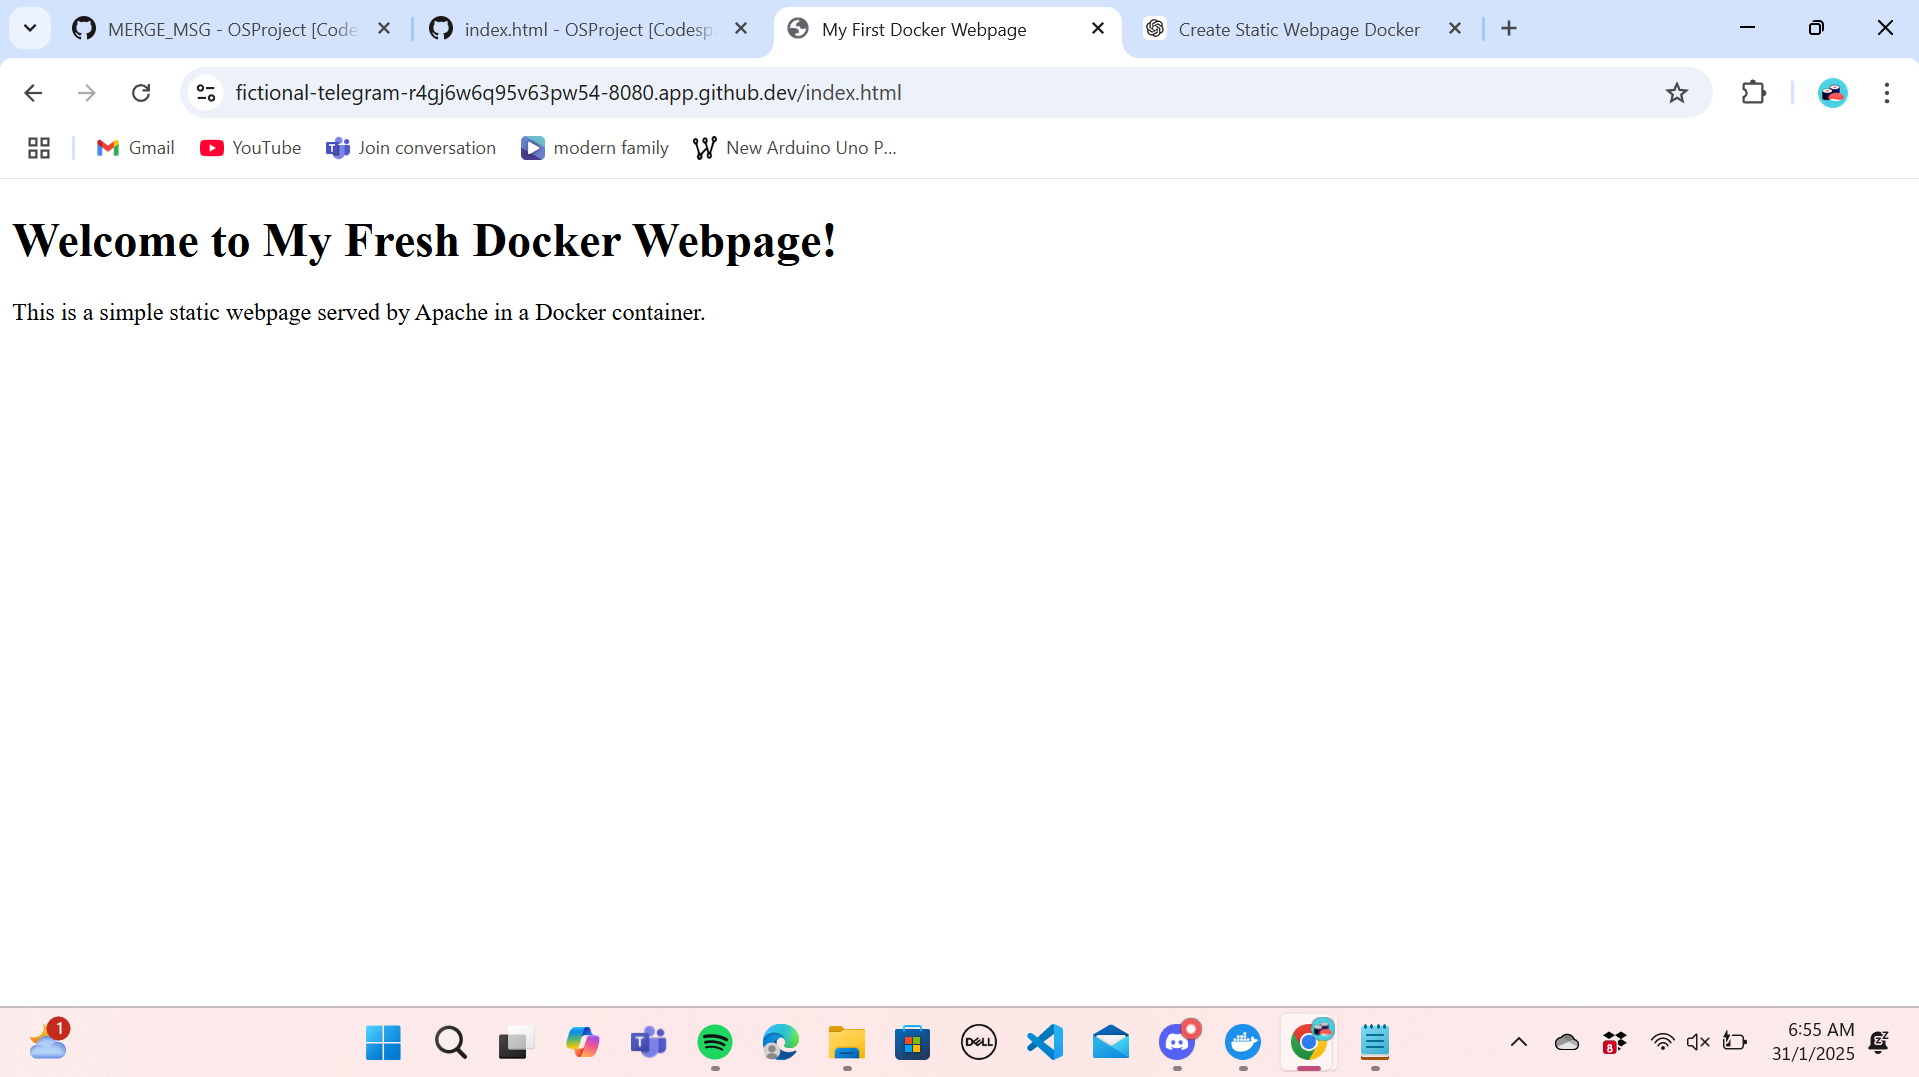 MERGE_MSG - OSProject [Code
index.html - OSProject [Codesp
My First Docker Webpage
Create Static Webpage Docker
fictional-telegram-r4gj6w6q95v63pw54-8080.app.github.dev/index.html
Gmail
YouTube
Join conversation
modern family
New Arduino Uno P...
Welcome to My Fresh Docker Webpage!
This is a simple static webpage served by Apache in a Docker container.
1
T
DELL
8
6:55 AM
31/1/2025